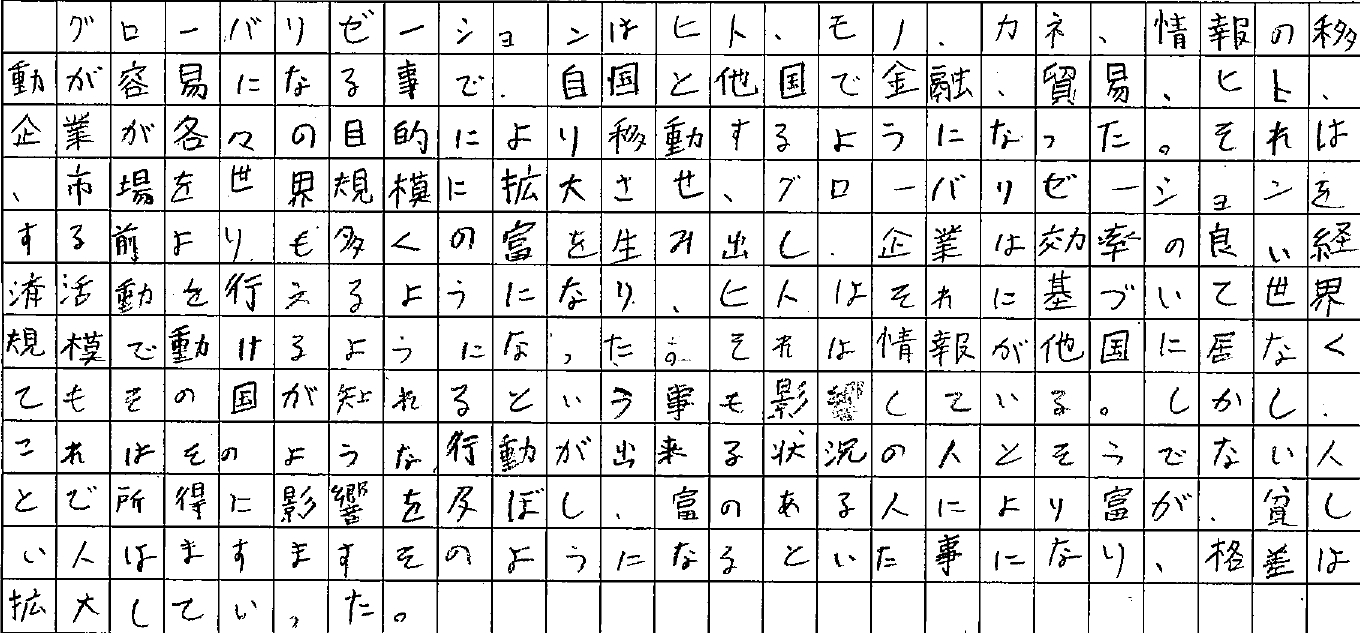 グローバリゼーションはヒト、モノ、カネ、情報の移
動が容易になる事で、自国と他国で金融、貿易、ヒト、
企業が各々の目的により移動するようになった。それは
、市場を世界規模に拡大させ、グローバリゼーションを
する前よりも多くの富を生み出し、企業は効率の良い経
済活動を行えるようになり、ヒ人はそれに基づいて世界
規模で動けるようになった。それは情報が他国に居なく
てもその国が知れるという事も影響している。しかし、
これはそのような行動が出来る状況の人とそうでない人
とで所得に影響を及ぼし、富のある人により富が、貧し
い人はますますそのようになるといた事になり、格差は
拡大していった。